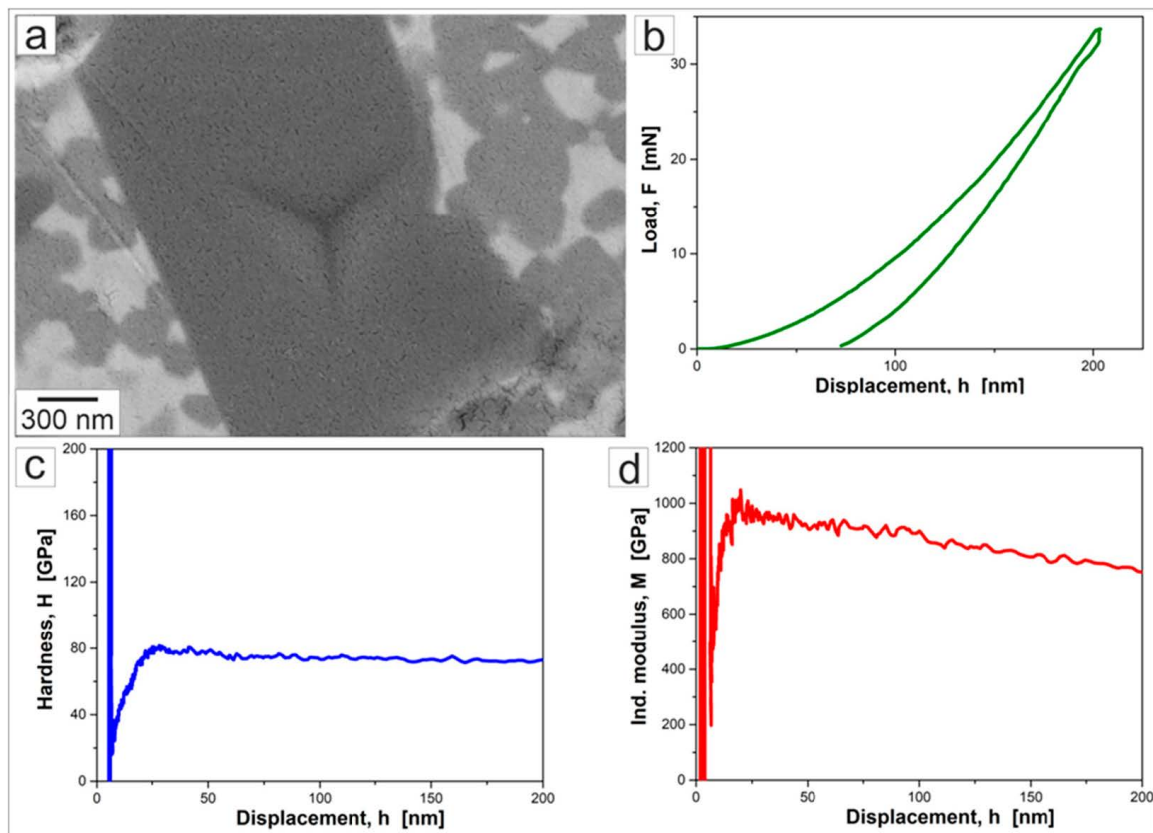 a
300 nm
b
Load, F [mN]
30
20
10
0
0 100 200
Displacement, h [nm]
c
Hardness, H [GPa]
200
160
120
80
40
0
0 50 100 150 200
Displacement, h [nm]
d
Ind. modulus, M [GPa]
1200
1000
800
600
400
200
0
0 50 100 150 200
Displacement, h [nm]